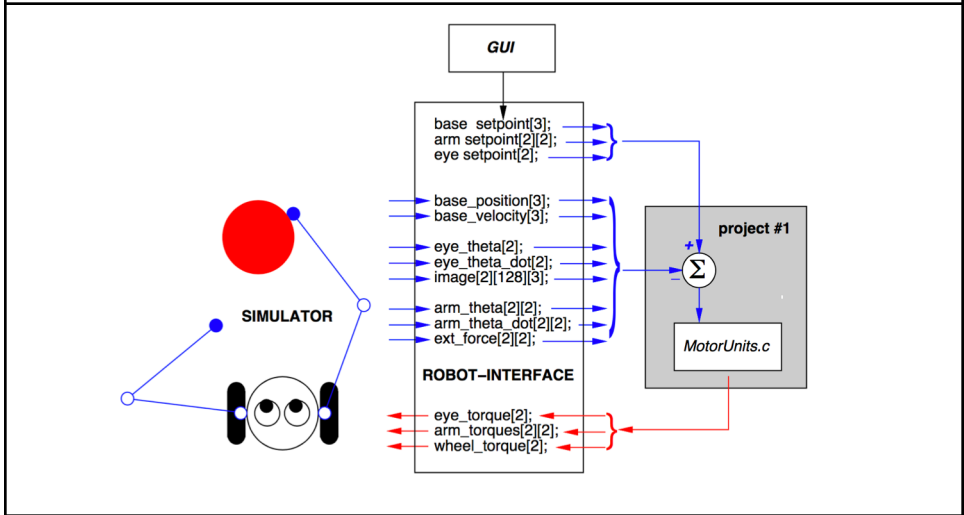 GUI
base setpoint[3];
arm setpoint[2][2];
eye setpoint[2];
base_position[3];
base_velocity[3];
eye_theta[2];
eye_theta_dot[2];
image[2][128][3];
arm_theta[2][2];
arm_theta_dot[2][2];
ext_force[2][2];
ROBOT–INTERFACE
eye_torque[2];
arm_torques[2][2];
wheel_torque[2];
SIMULATOR
project #1
+
Σ
–
MotorUnits.c